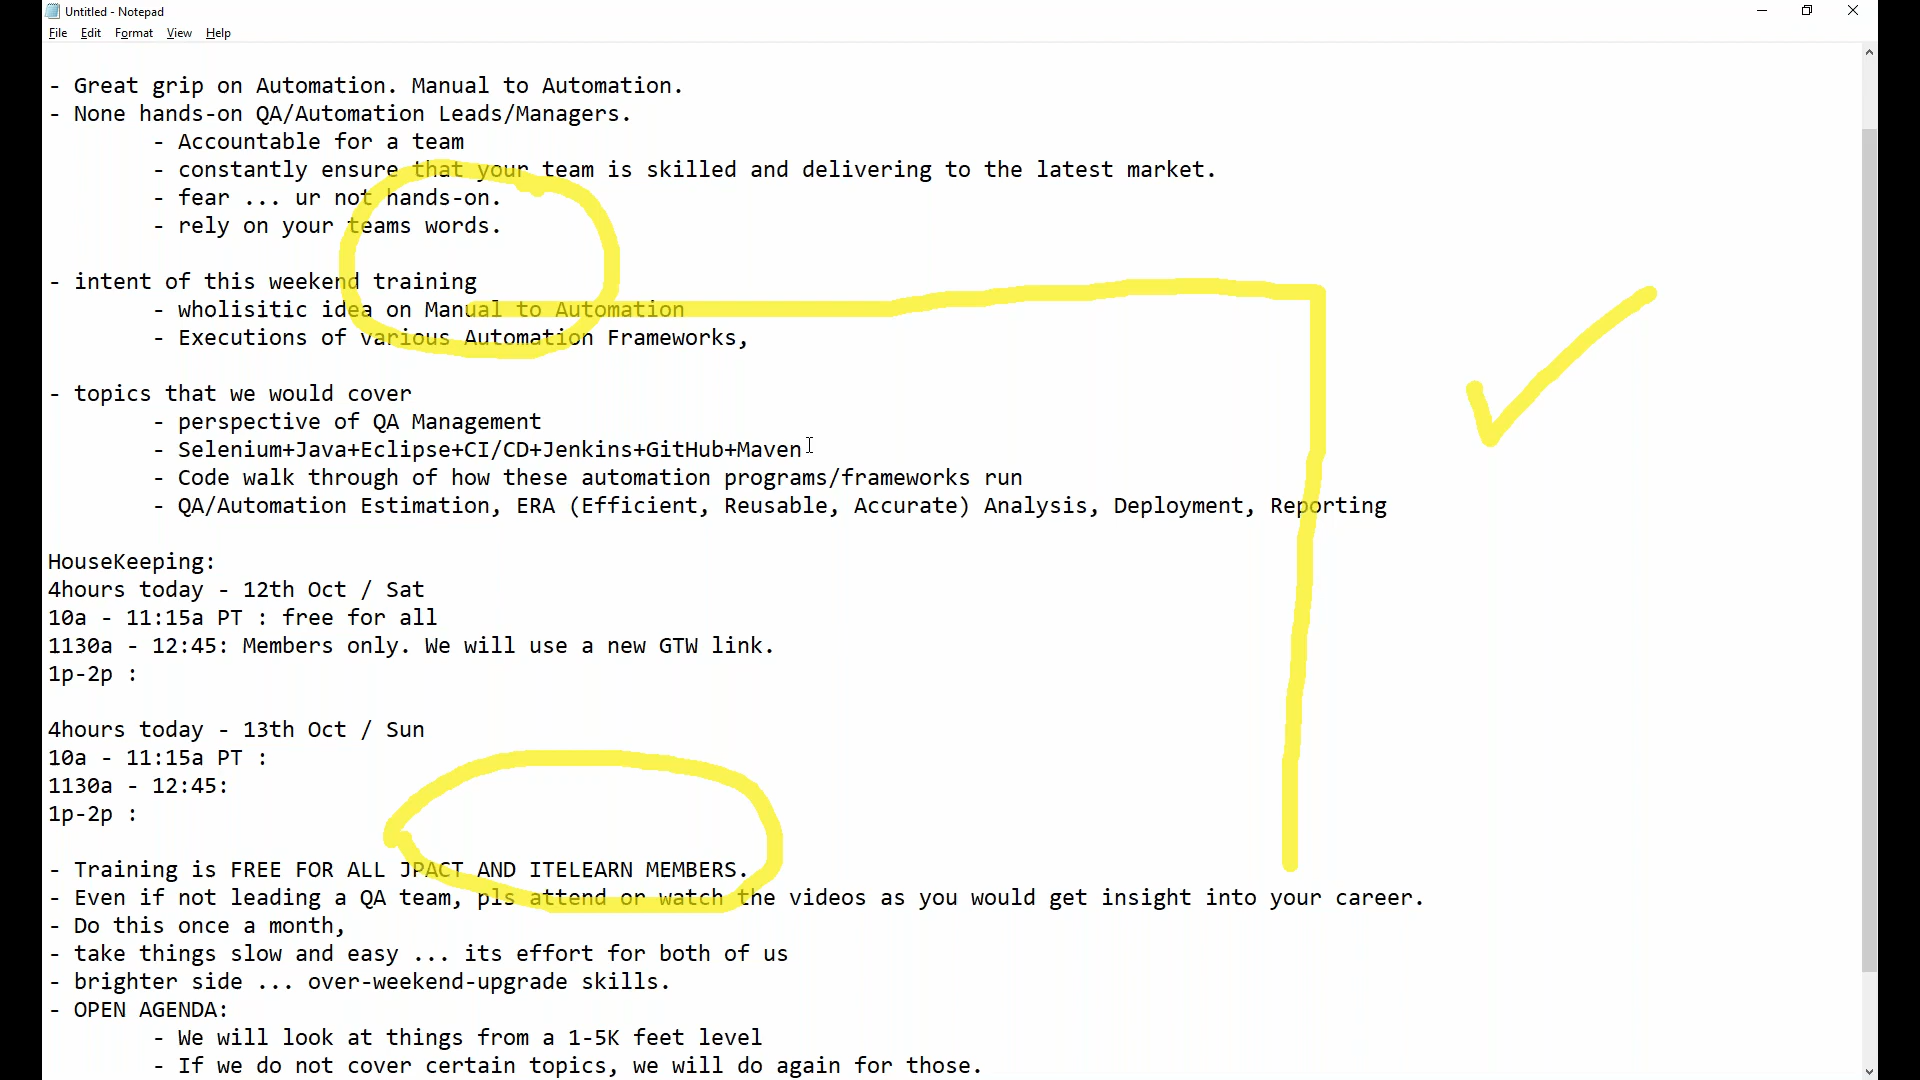 Untitled - Notepad
File Edit Format View Help
- Great grip on Automation. Manual to Automation.
- None hands-on QA/Automation Leads/Managers.
- Accountable for a team
- constantly ensure that your team is skilled and delivering to the latest market.
- fear ... ur not hands-on.
- rely on your teams words.
- intent of this weekend training
- wholisitic idea on Manual to Automation
- Executions of various Automation Frameworks,
- topics that we would cover
- perspective of QA Management
- Selenium+Java+Eclipse+CI/CD+Jenkins+GitHub+Maven
- Code walk through of how these automation programs/frameworks run
- QA/Automation Estimation, ERA (Efficient, Reusable, Accurate) Analysis, Deployment, Reporting
HouseKeeping:
4hours today - 12th Oct / Sat
10a - 11:15a PT : free for all
1130a - 12:45: Members only. We will use a new GTW link.
1p-2p :
4hours today - 13th Oct / Sun
10a - 11:15a PT :
1130a - 12:45:
1p-2p :
- Training is FREE FOR ALL JPACT AND ITELEARN MEMBERS.
- Even if not leading a QA team, pls attend or watch the videos as you would get insight into your career.
- Do this once a month,
- take things slow and easy ... its effort for both of us
- brighter side ... over-weekend-upgrade skills.
- OPEN AGENDA:
- We will look at things from a 1-5K feet level
- If we do not cover certain topics, we will do again for those.